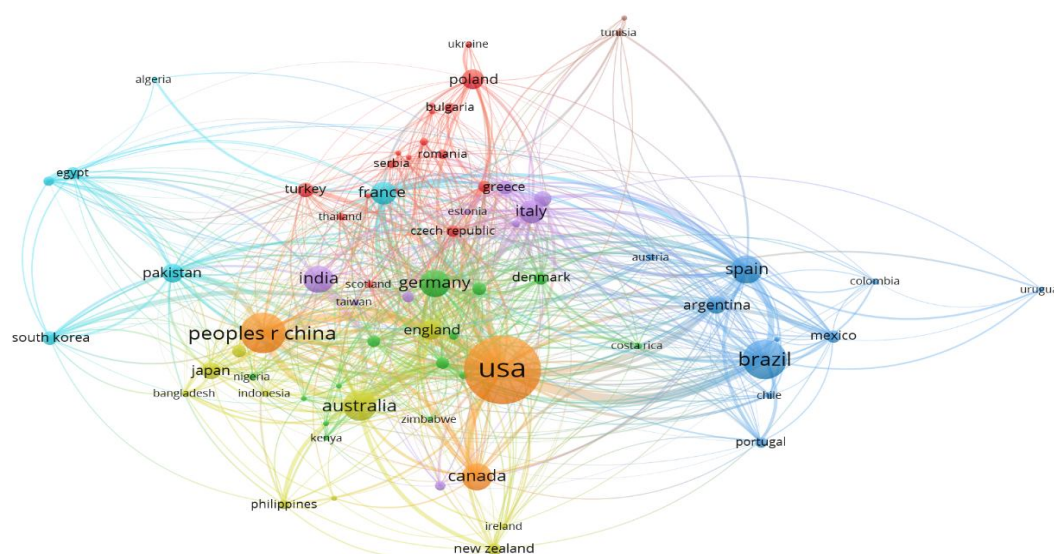 ukraine
tunisia
poland
algeria
bulgaria
serbia
romania
egypt
turkey
france
greece
thailand
estonia
italy
czech republic
austria
pakistan
india
scotland
germany
denmark
spain
colombia
urugua
taiwan
argentina
south korea
peoples r china
england
costa rica
mexico
japan
nigeria
usa
brazil
bangladesh
indonesia
chile
australia
zimbabwe
kenya
portugal
canada
philippines
ireland
new zealand